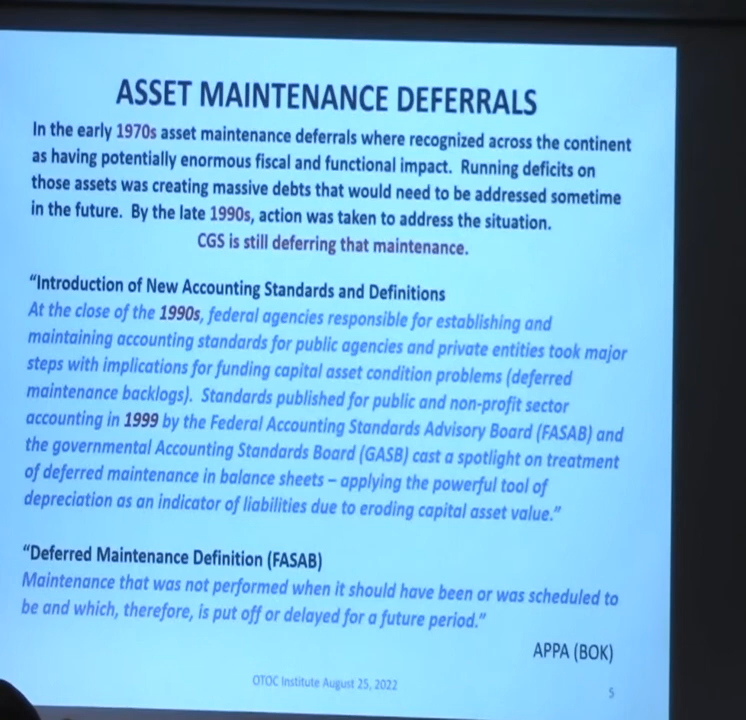 ASSET MAINTENANCE DEFERRALS
In the early 1970s asset maintenance deferrals where recognized across the continent
as having potentially enormous fiscal and functional impact. Running deficits on
those assets was creating massive debts that would need to be addressed sometime
in the future. By the late 1990s, action was taken to address the situation.
CGS is still deferring that maintenance.
“Introduction of New Accounting Standards and Definitions
At the close of the 1990s, federal agencies responsible for establishing and
maintaining accounting standards for public agencies and private entities took major
steps with implications for funding capital asset condition problems (deferred
maintenance backlogs). Standards published for public and non-profit sector
accounting in 1999 by the Federal Accounting Standards Advisory Board (FASAB) and
the governmental Accounting Standards Board (GASB) cast a spotlight on treatment
of deferred maintenance in balance sheets – applying the powerful tool of
depreciation as an indicator of liabilities due to eroding capital asset value.”
“Deferred Maintenance Definition (FASAB)
Maintenance that was not performed when it should have been or was scheduled to
be and which, therefore, is put off or delayed for a future period.”
APPA (BOK)
OTOC Institute August 25, 2022
5